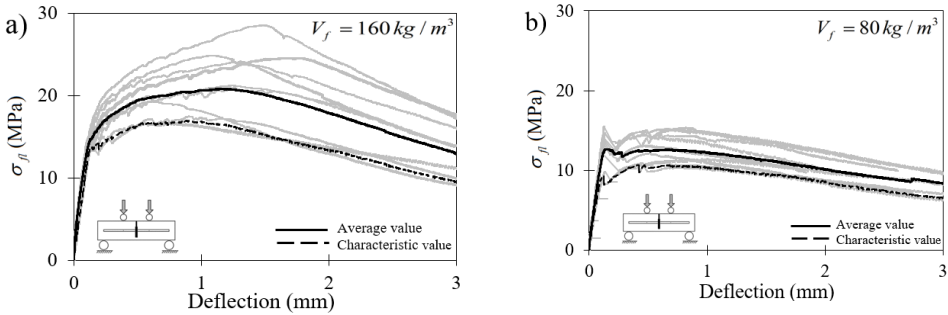 a)
V_f = 160 kg / m³
σ_fl (MPa)
30
20
10
0
0 1 2 3
Deflection (mm)
Average value
Characteristic value
b)
V_f = 80 kg / m³
σ_fl (MPa)
30
20
10
0
0 1 2 3
Deflection (mm)
Average value
Characteristic value